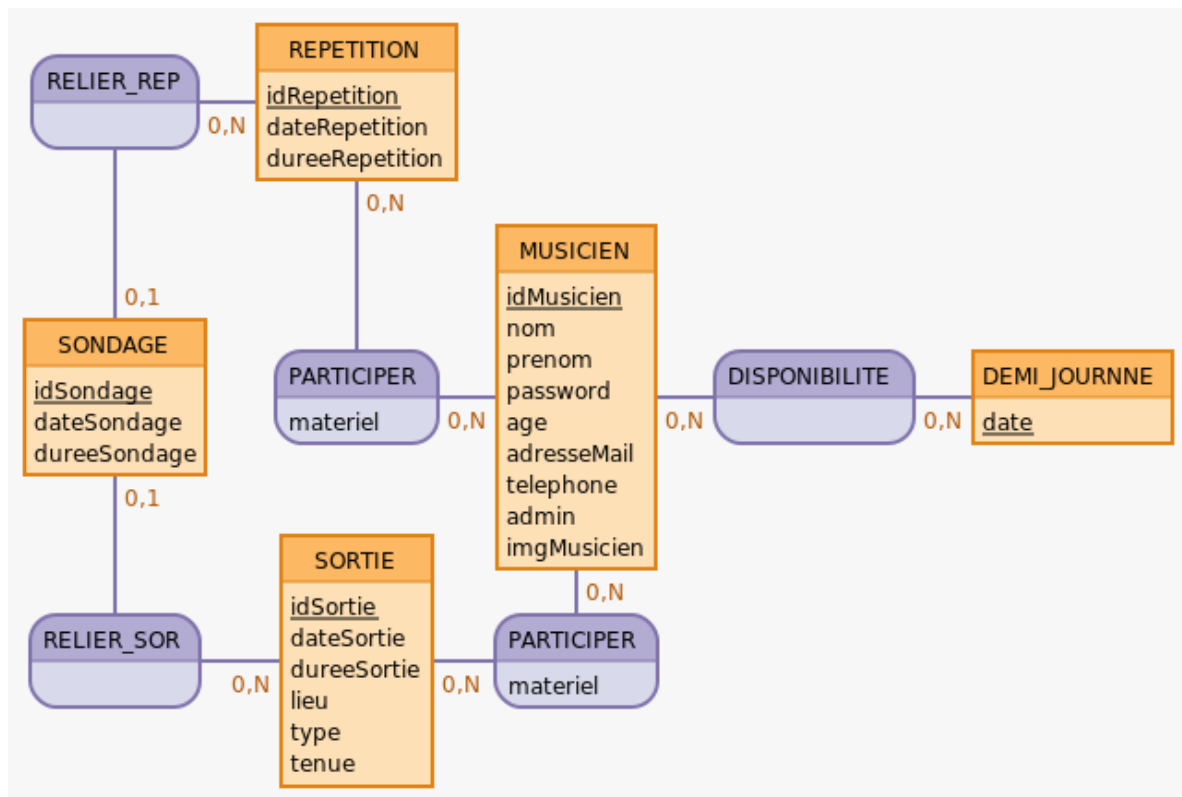 REPETITION
idRepetition
dateRepetition
dureeRepetition
RELIER_REP
0,N
0,N
0,1
SONDAGE
idSondage
dateSondage
dureeSondage
0,1
PARTICIPER
materiel
0,N
MUSICIEN
idMusicien
nom
prenom
password
age
adresseMail
telephone
admin
imgMusicien
0,N
DISPONIBILITE
0,N
DEMI_JOURNNE
date
0,N
RELIER_SOR
0,N
SORTIE
idSortie
dateSortie
dureeSortie
lieu
type
tenue
0,N
PARTICIPER
materiel